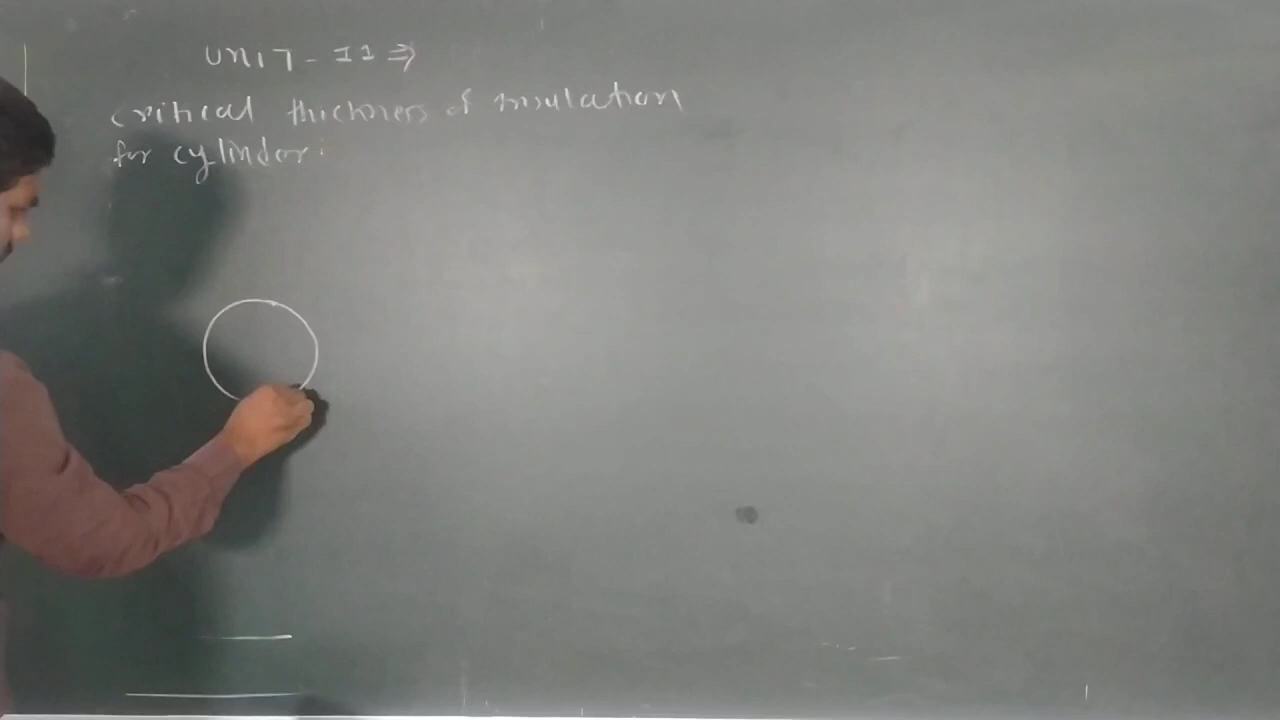 UNIT - II ⇒
Critical thickness of insulation
for cylinder: